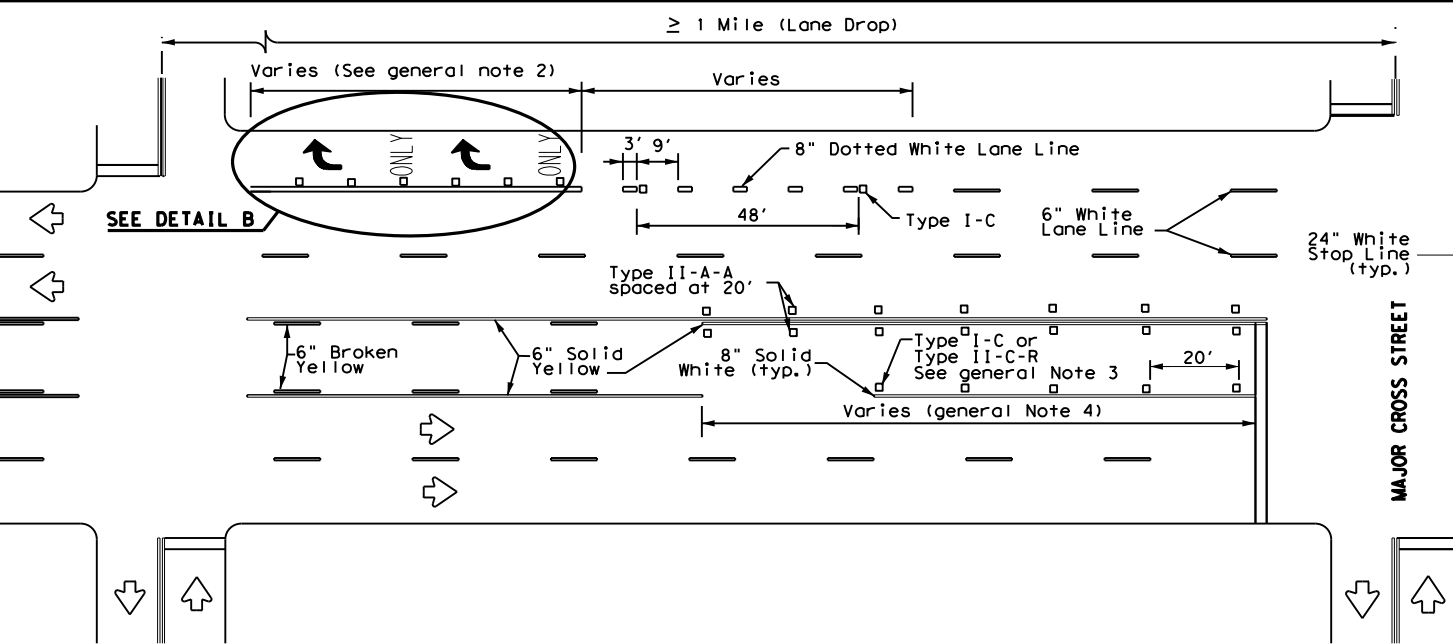 ≥ 1 Mile (Lane Drop)
Varies (See general note 2)
Varies
ONLY
ONLY
3' 9'
8" Dotted White Lane Line
SEE DETAIL B
48'
Type I-C
6" White
Lane Line
24" White
Stop Line
(typ.)
Type II-A-A
spaced at 20'
6" Broken
Yellow
6" Solid
Yellow
8" Solid
White (typ.)
Type I-C or
Type II-C-R
See general Note 3
20'
Varies (general Note 4)
MAJOR CROSS STREET